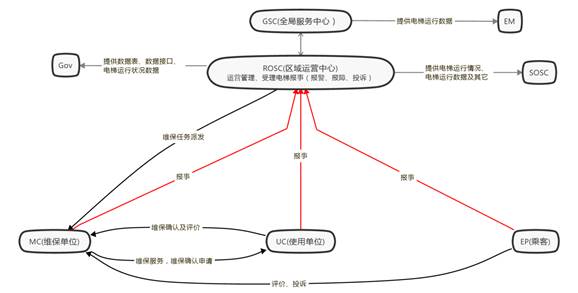 GSC(全局服务中心)
提供电梯运行数据
EM
Gov
提供数据表、数据接口、
电梯运行状况数据
ROSC(区域运营中心)
运营管理、受理电梯报事（报警、报障、投诉）
提供电梯运行情况、
电梯运行数据及其它
SOSC
维保任务派发
报事
报事
报事
维保确认及评价
MC(维保单位)
UC(使用单位)
EP(乘客)
维保服务，维保确认申请
评价、投诉